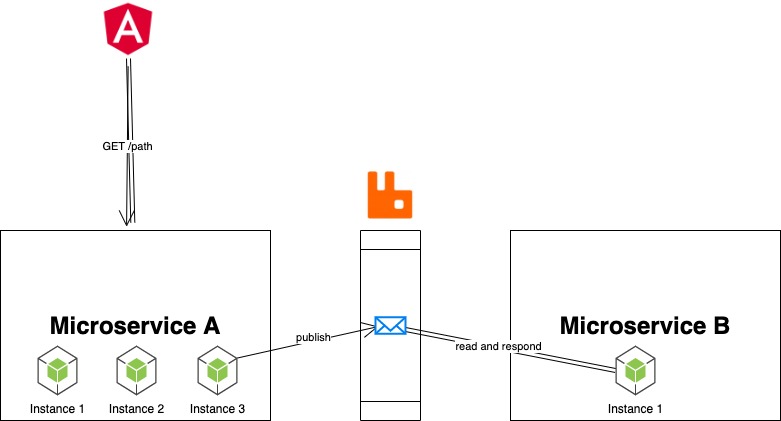 GET /path
Microservice A
Microservice B
publish
read and respond
Instance 1
Instance 2
Instance 3
Instance 1